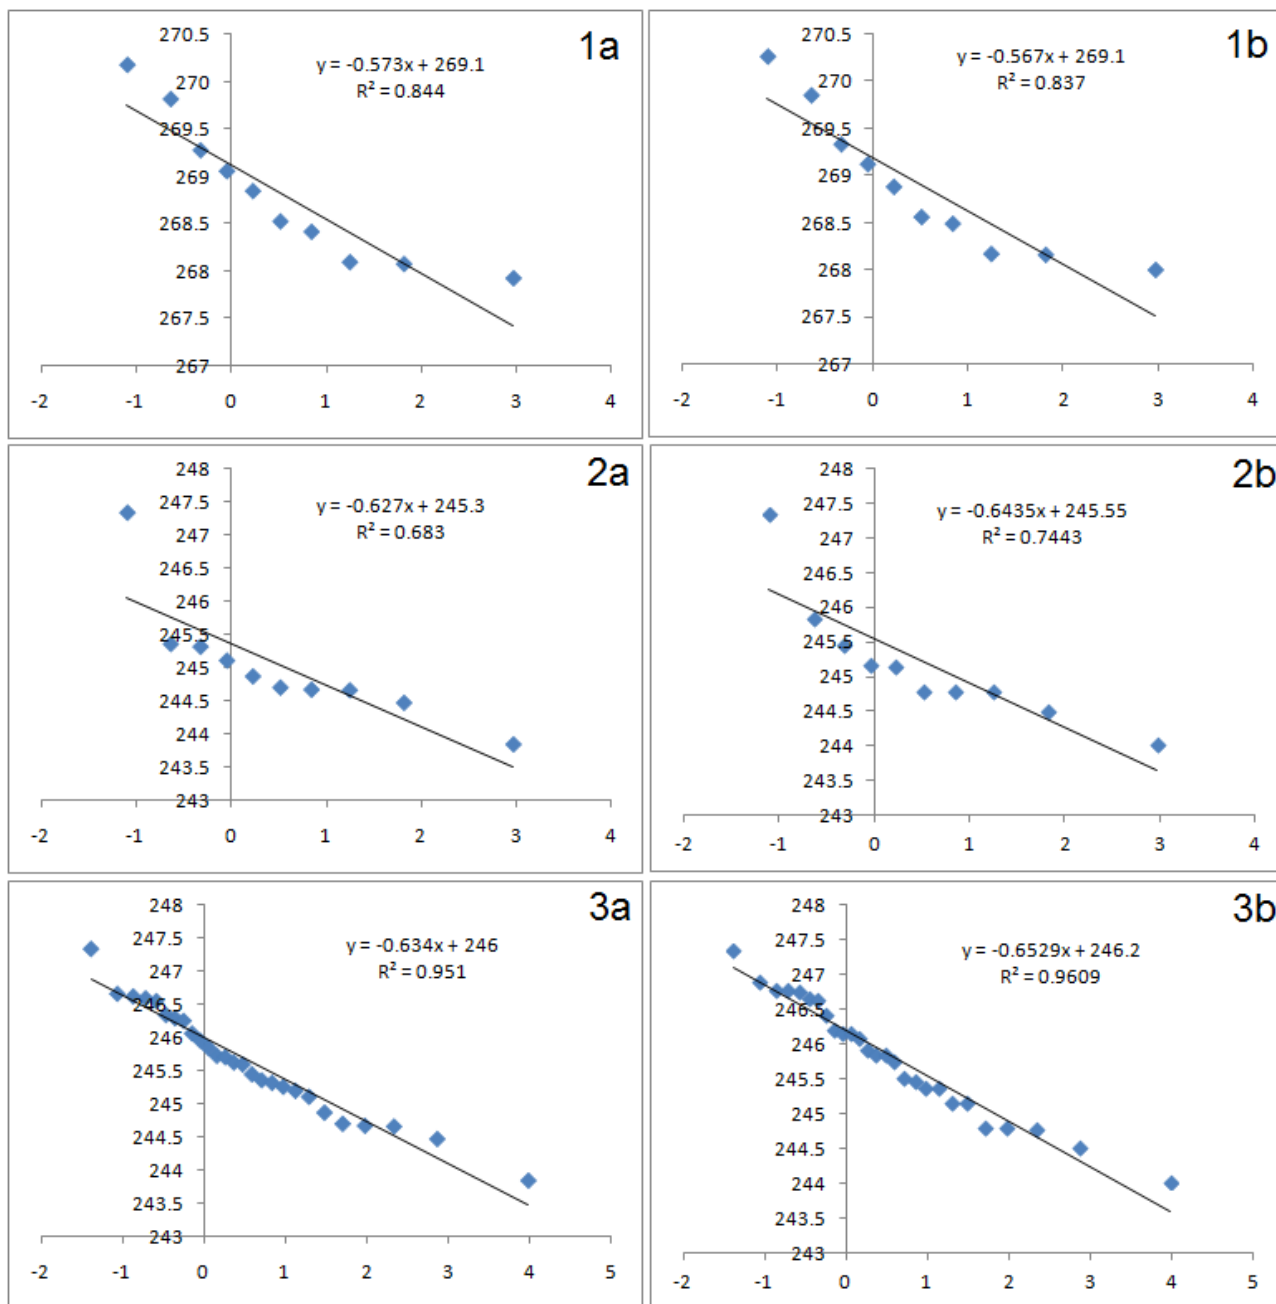 1a
y = -0.573x + 269.1
R² = 0.844
270.5
270
269.5
269
268.5
268
267.5
267
-2 -1 0 1 2 3 4
1b
y = -0.567x + 269.1
R² = 0.837
270.5
270
269.5
269
268.5
268
267.5
267
-2 -1 0 1 2 3 4
2a
y = -0.627x + 245.3
R² = 0.683
248
247.5
247
246.5
246
245.5
245
244.5
244
243.5
243
-2 -1 0 1 2 3 4
2b
y = -0.6435x + 245.55
R² = 0.7443
248
247.5
247
246.5
246
245.5
245
244.5
244
243.5
243
-2 -1 0 1 2 3 4
3a
y = -0.634x + 246
R² = 0.951
248
247.5
247
246.5
246
245.5
245
244.5
244
243.5
243
-2 -1 0 1 2 3 4 5
3b
y = -0.6529x + 246.2
R² = 0.9609
248
247.5
247
246.5
246
245.5
245
244.5
244
243.5
243
-2 -1 0 1 2 3 4 5